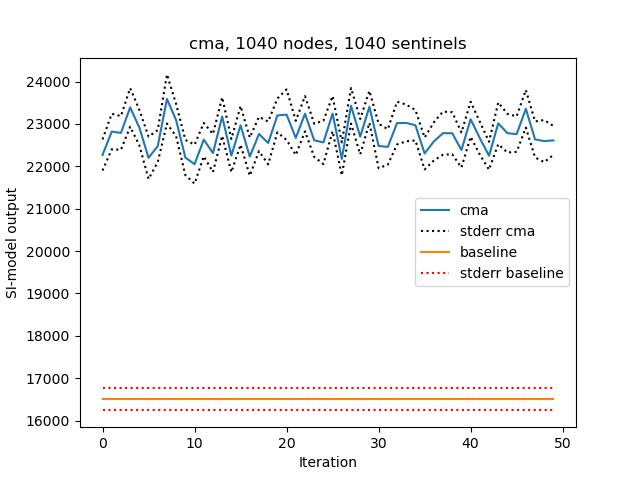 cma, 1040 nodes, 1040 sentinels
24000
23000
22000
21000
20000
19000
18000
17000
16000
SI-model output
cma
stderr cma
baseline
stderr baseline
0 10 20 30 40 50
Iteration